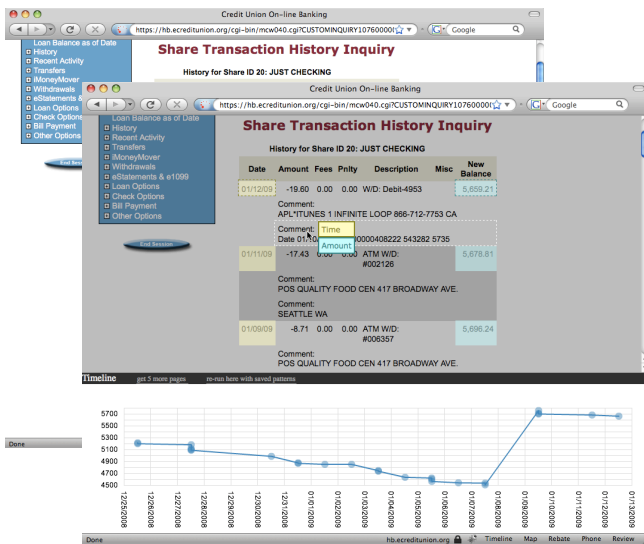 Credit Union On-line Banking
https://hb.ecreditunion.org/cgi-bin/mcw040.cgi?CUSTOMINQUIRY10760000
Google
Loan Balance as of Date
History
Recent Activity
Transfers
iMoneyMover
Withdrawals
eStatements &
Loan Options
Check Options
Bill Payment
Other Options
Share Transaction History Inquiry
History for Share ID 20: JUST CHECKING
Credit Union On-line Banking
https://hb.ecreditunion.org/cgi-bin/mcw040.cgi?CUSTOMINQUIRY10760000
Google
Loan Balance as of Date
History
Recent Activity
Transfers
iMoneyMover
Withdrawals
eStatements & e1099
Loan Options
Check Options
Bill Payment
Other Options
End Session
Share Transaction History Inquiry
History for Share ID 20: JUST CHECKING
Date Amount Fees Pnlty Description Misc New Balance
01/12/09 -19.60 0.00 0.00 W/D: Debit-4953 5,659.21
Comment:
APL*ITUNES 1 INFINITE LOOP 866-712-7753 CA
Comment:
Time
Date 01/10/ 00000408222 543282 5735
Amount
01/11/09 -17.43 0.00 0.00 ATM W/D: 5,678.81
#002126
Comment:
POS QUALITY FOOD CEN 417 BROADWAY AVE.
Comment:
SEATTLE WA
01/09/09 -8.71 0.00 0.00 ATM W/D: 5,696.24
#006357
Comment:
POS QUALITY FOOD CEN 417 BROADWAY AVE.
Timeline get 5 more pages re-run here with saved patterns
5700
5500
5300
5100
4900
4700
4500
12/25/2008
12/26/2008
12/27/2008
12/28/2008
12/29/2008
12/30/2008
12/31/2008
01/01/2009
01/02/2009
01/03/2009
01/04/2009
01/05/2009
01/06/2009
01/07/2009
01/08/2009
01/09/2009
01/10/2009
01/11/2009
01/12/2009
01/13/2009
Done
Done hb.ecreditunion.org Timeline Map Rebate Phone Review